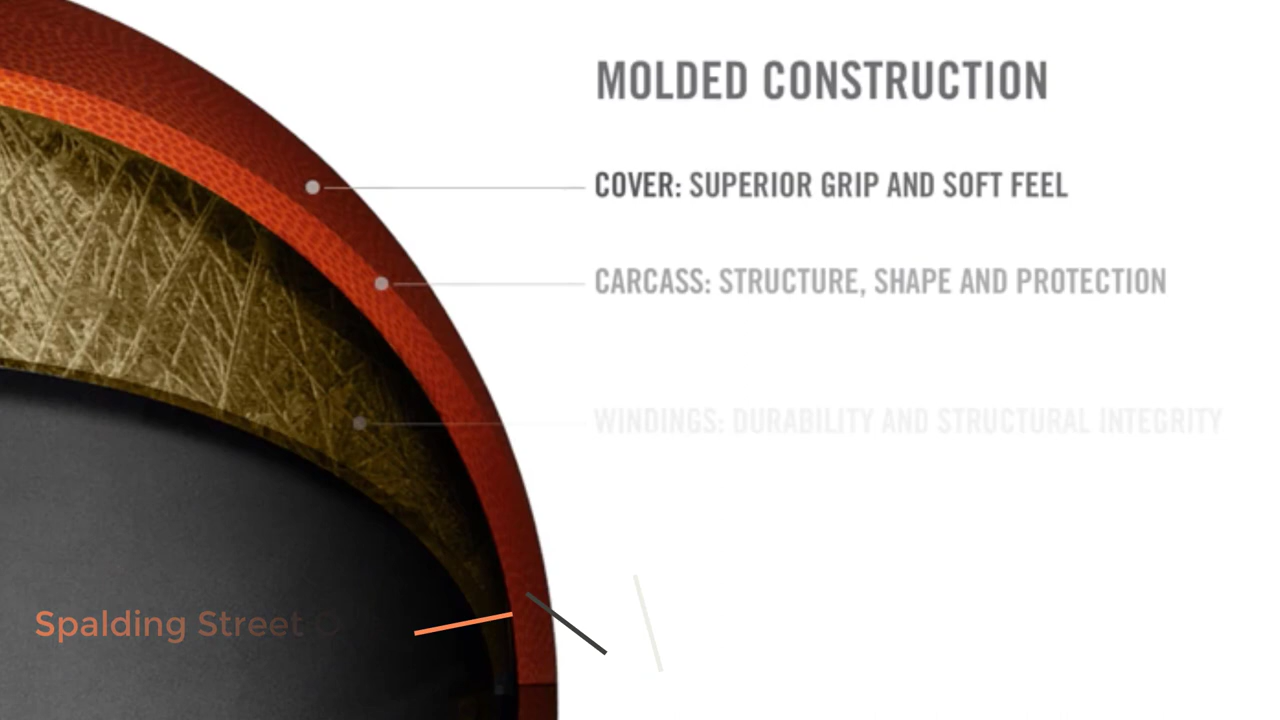 MOLDED CONSTRUCTION
COVER: SUPERIOR GRIP AND SOFT FEEL
CARCASS: STRUCTURE, SHAPE AND PROTECTION
WINDINGS: DURABILITY AND STRUCTURAL INTEGRITY
Spalding Street O